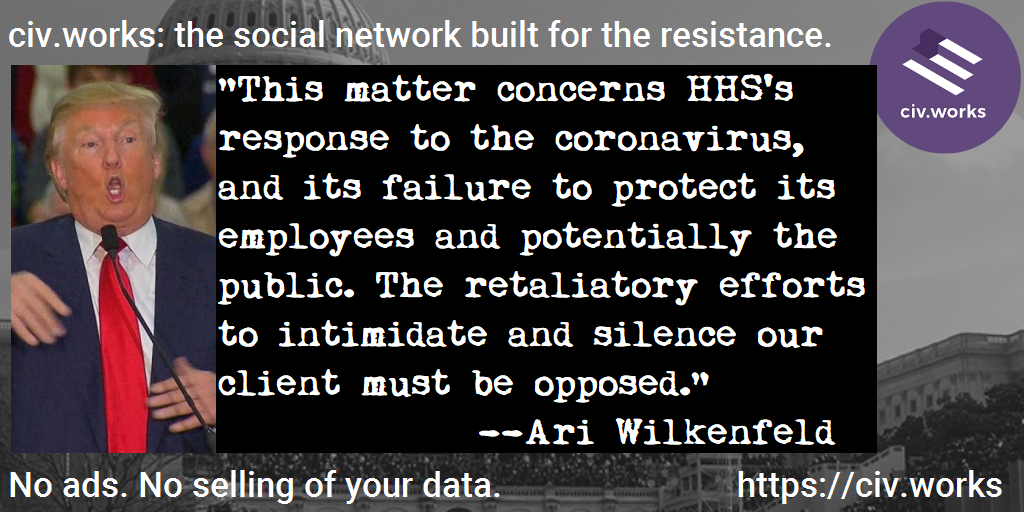 civ.works: the social network built for the resistance.
civ.works
"This matter concerns HHS's
response to the coronavirus,
and its failure to protect its
employees and potentially the
public. The retaliatory efforts
to intimidate and silence our
client must be opposed."
--Ari Wilkenfeld
No ads. No selling of your data.
https://civ.works